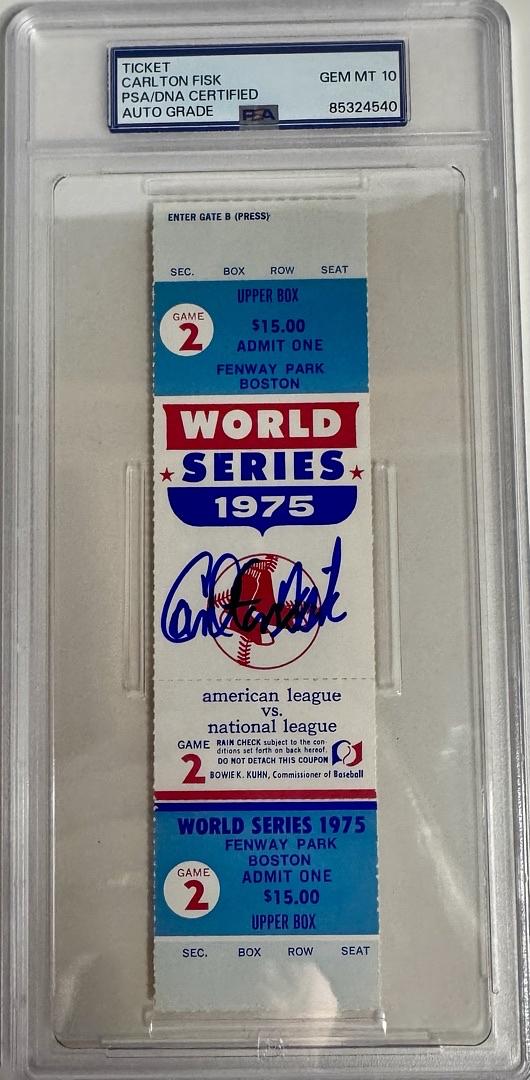 TICKET
CARLTON FISK
PSA/DNA CERTIFIED
AUTO GRADE
GEM MT 10
85324540
PSA
ENTER GATE B (PRESS)
SEC. BOX ROW SEAT
UPPER BOX
GAME
2
$15.00
ADMIT ONE
FENWAY PARK
BOSTON
WORLD
SERIES
1975
Carlton Fisk
american league
vs.
national league
GAME
2
RAIN CHECK subject to the con-
ditions set forth on back hereof.
DO NOT DETACH THIS COUPON
BOWIE K. KUHN, Commissioner of Baseball
WORLD SERIES 1975
FENWAY PARK
BOSTON
GAME
2
ADMIT ONE
$15.00
UPPER BOX
SEC. BOX ROW SEAT